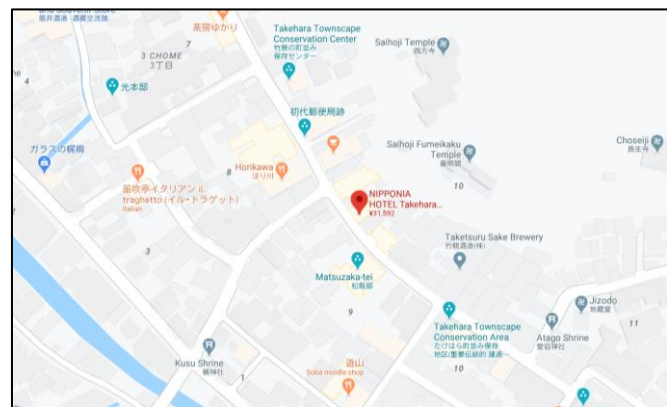 and Souvenir Store
藤井酒造 酒蔵交流館
茶房ゆかり
7
3 CHOME
3丁目
4
光本邸
Takehara Townscape
Conservation Center
竹原の町並み
保存センター
Saihoji Temple
西方寺
初代郵便局跡
ガラスの梶梅
笛吹亭イタリアン il
traghetto (イル・トラゲット)
Italian
8
Horikawa
ほり川
Saihoji Fumeikaku
Temple
普明閣
10
Choseiji
長生寺
NIPPONIA
HOTEL Takehara...
¥31,592
3
Matsuzaka-tei
松阪邸
9
Taketsuru Sake Brewery
竹鶴酒造(株)
Jizodo
地蔵堂
Takehara Townscape
Conservation Area
たけはら町並み保存
地区(重要伝統的 建造…
Atago Shrine
愛宕神社
11
Kusu Shrine
楠神社
1
遊山
Soba noodle shop
10
12